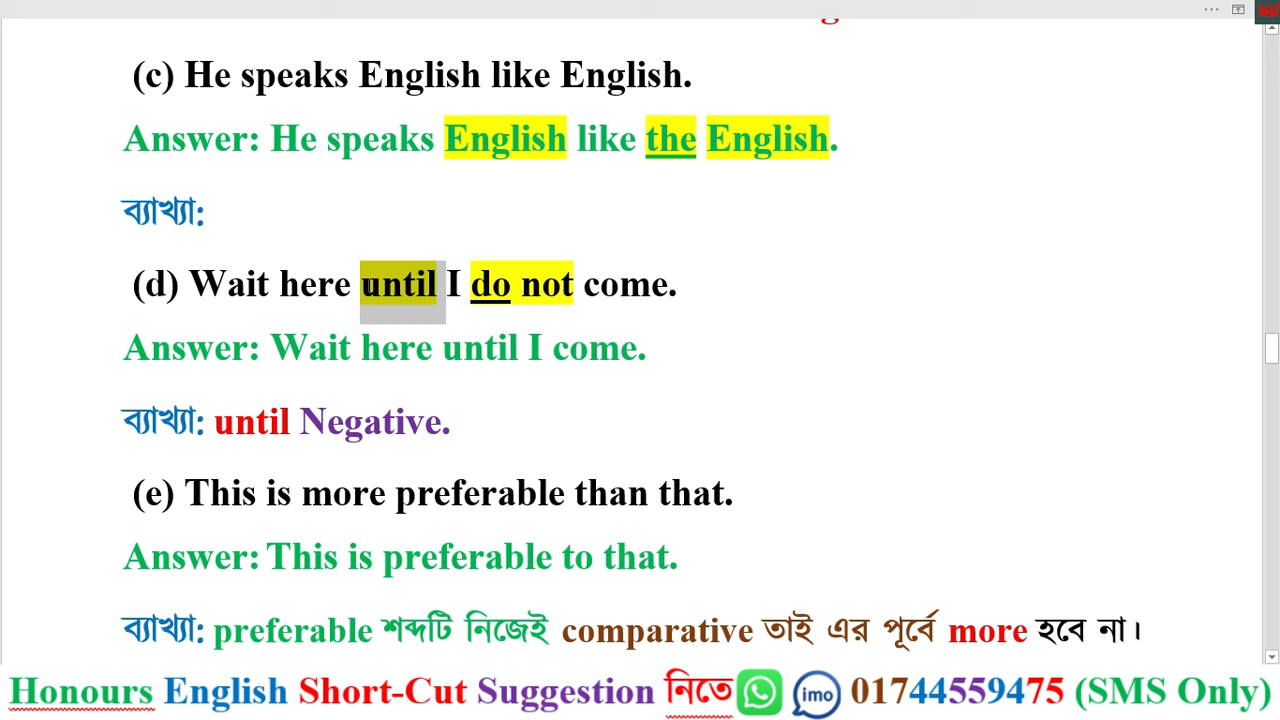 (c) He speaks English like English.
Answer: He speaks English like the English.
ব্যাখ্যা:
(d) Wait here until I do not come.
Answer: Wait here until I come.
ব্যাখ্যা: until Negative.
(e) This is more preferable than that.
Answer: This is preferable to that.
ব্যাখ্যা: preferable শব্দটি নিজেই comparative তাই এর পূর্বে more হবে না।
Honours English Short-Cut Suggestion নিতে imo 01744559475 (SMS Only)